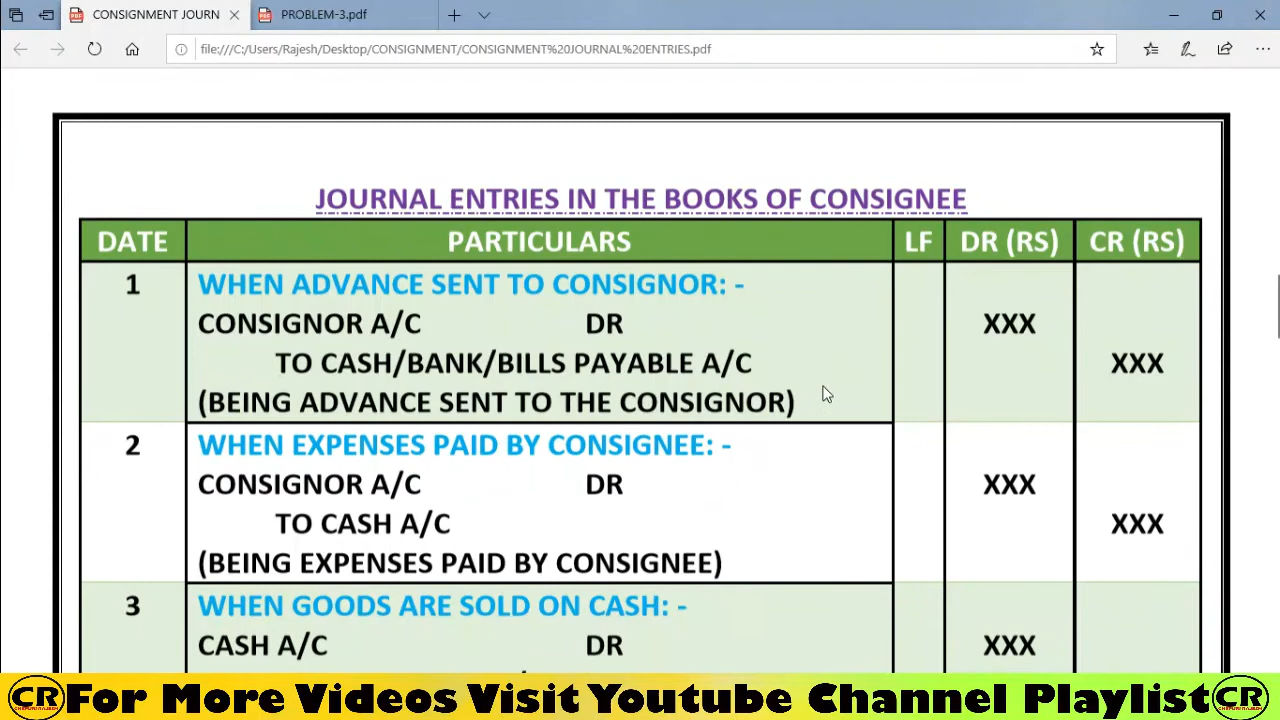 CONSIGNMENT JOURN
PROBLEM-3.pdf
file:///C:/Users/Rajesh/Desktop/CONSIGNMENT/CONSIGNMENT%20JOURNAL%20ENTRIES.pdf
JOURNAL ENTRIES IN THE BOOKS OF CONSIGNEE
DATE PARTICULARS LF DR (RS) CR (RS)
1 WHEN ADVANCE SENT TO CONSIGNOR: -
CONSIGNOR A/C DR XXX
TO CASH/BANK/BILLS PAYABLE A/C XXX
(BEING ADVANCE SENT TO THE CONSIGNOR)
2 WHEN EXPENSES PAID BY CONSIGNEE: -
CONSIGNOR A/C DR XXX
TO CASH A/C XXX
(BEING EXPENSES PAID BY CONSIGNEE)
3 WHEN GOODS ARE SOLD ON CASH: -
CASH A/C DR XXX
CR For More Videos Visit Youtube Channel Playlist CR